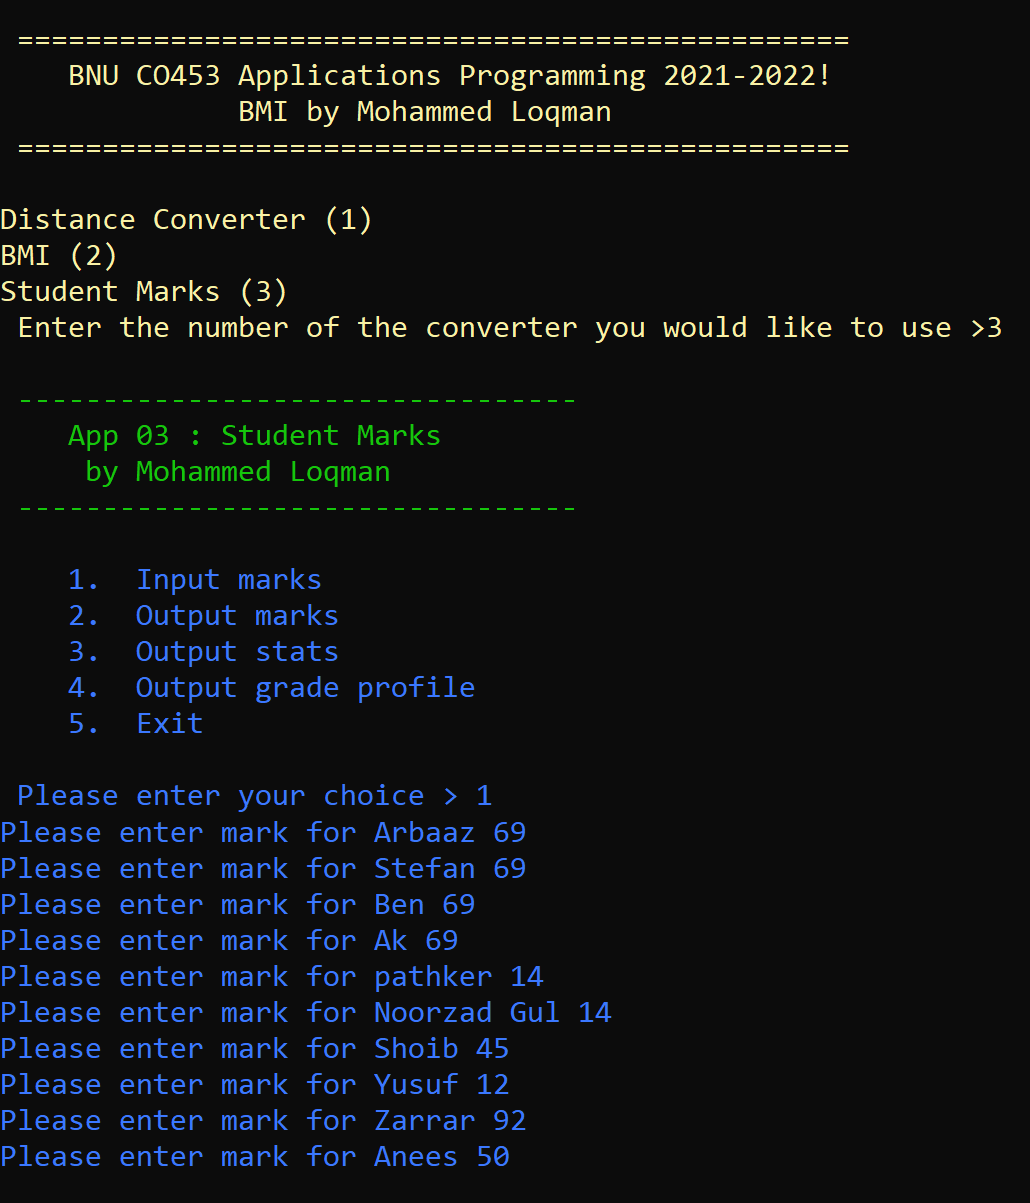 =================================================
BNU CO453 Applications Programming 2021-2022!
BMI by Mohammed Loqman
=================================================
Distance Converter (1)
BMI (2)
Student Marks (3)
Enter the number of the converter you would like to use >3
---------------------------------
App 03 : Student Marks
by Mohammed Loqman
---------------------------------
1. Input marks
2. Output marks
3. Output stats
4. Output grade profile
5. Exit
Please enter your choice > 1
Please enter mark for Arbaaz 69
Please enter mark for Stefan 69
Please enter mark for Ben 69
Please enter mark for Ak 69
Please enter mark for pathker 14
Please enter mark for Noorzad Gul 14
Please enter mark for Shoib 45
Please enter mark for Yusuf 12
Please enter mark for Zarrar 92
Please enter mark for Anees 50